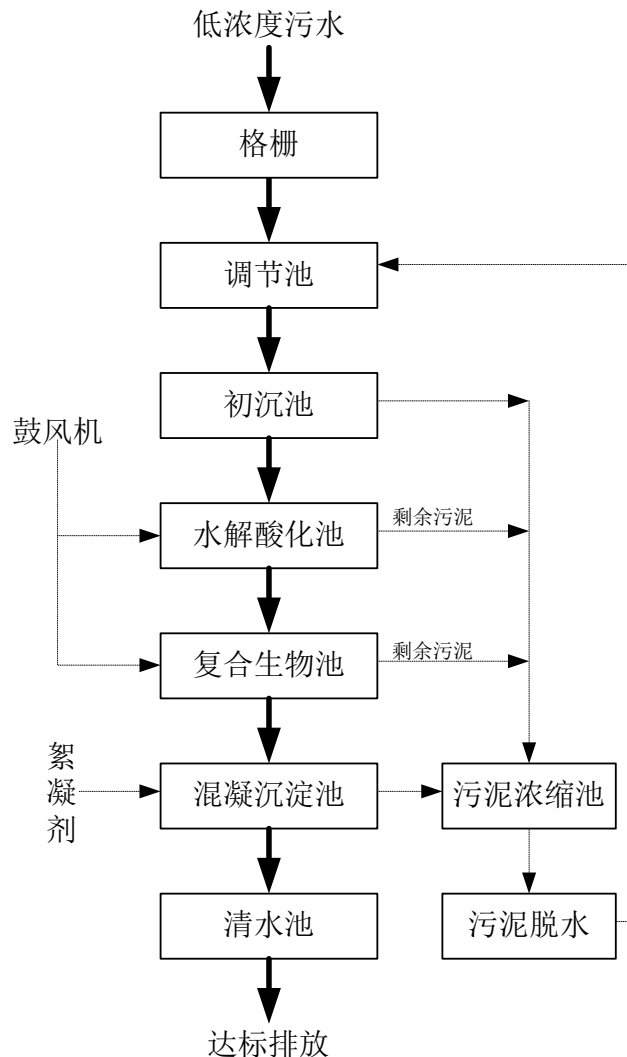 低浓度污水
格栅
调节池
初沉池
鼓风机
水解酸化池
剩余污泥
复合生物池
剩余污泥
絮凝剂
混凝沉淀池
污泥浓缩池
清水池
污泥脱水
达标排放